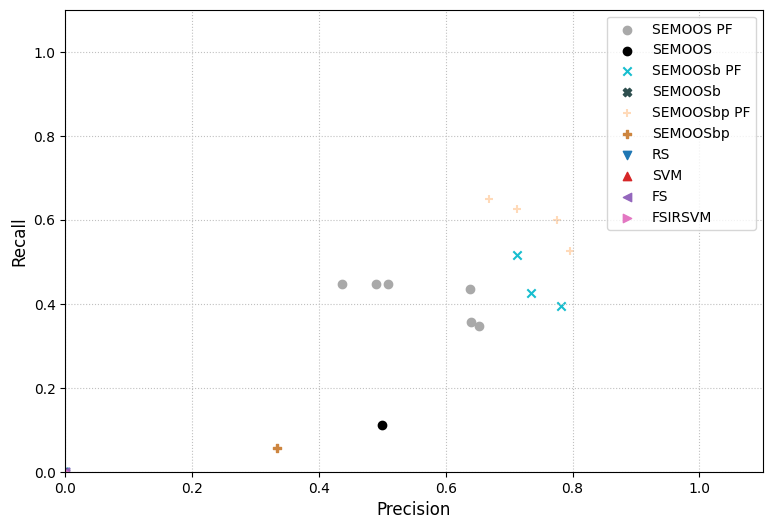 SEMOOS PF
SEMOOS
SEMOOSb PF
SEMOOSb
SEMOOSbp PF
SEMOOSbp
RS
SVM
FS
FSIRSVM
1.0
0.8
0.6
0.4
0.2
0.0
Recall
0.0 0.2 0.4 0.6 0.8 1.0
Precision